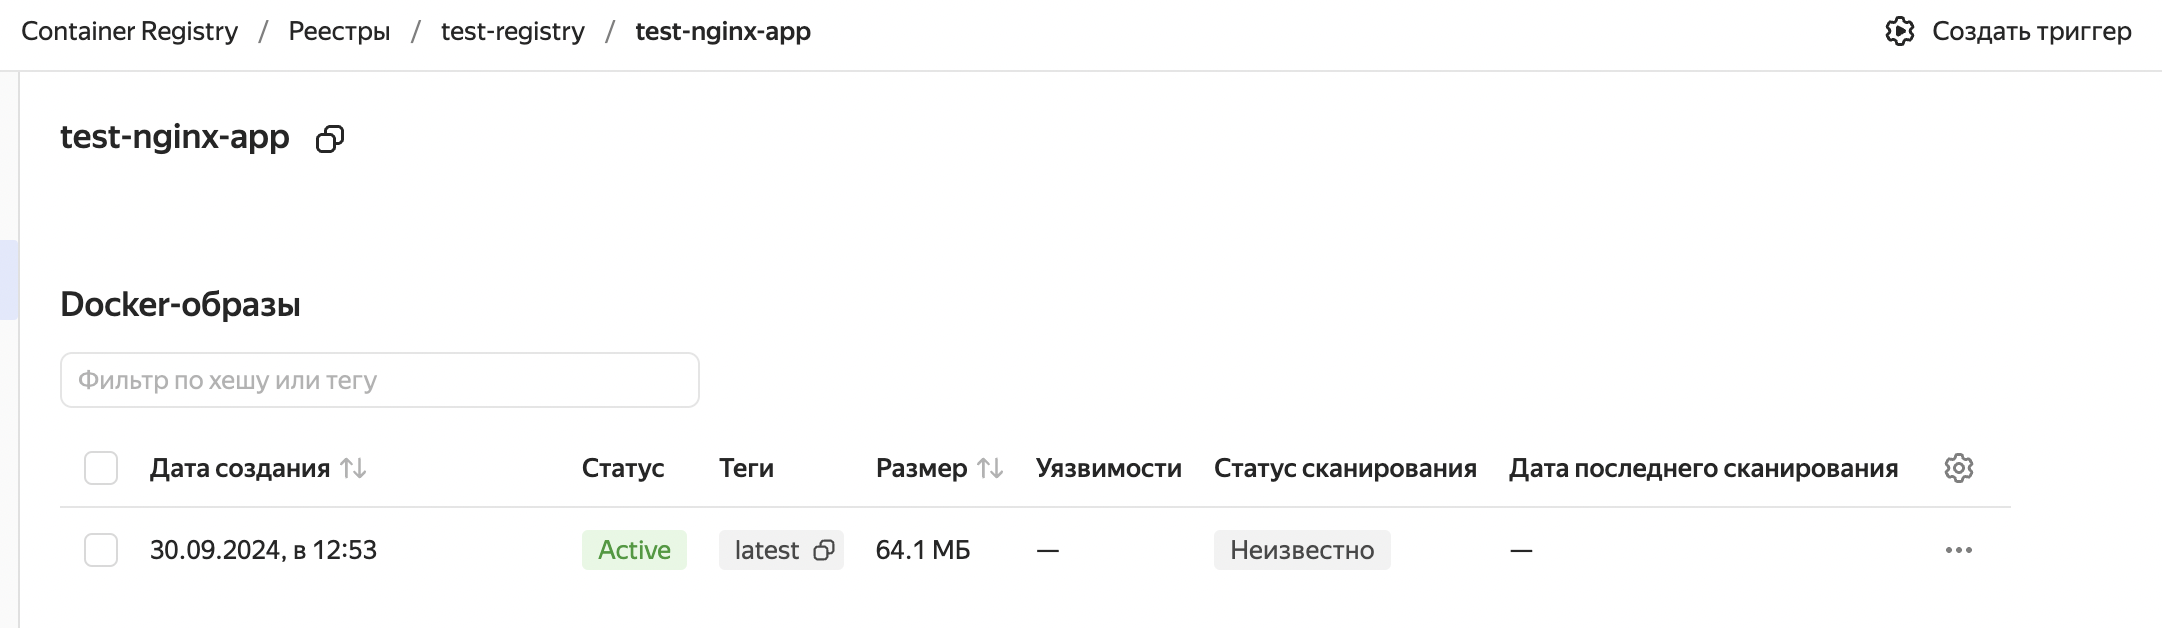 Container Registry / Реестры / test-registry / test-nginx-app Создать триггер
test-nginx-app
Docker-образы
Фильтр по хешу или тегу
Дата создания Статус Теги Размер Уязвимости Статус сканирования Дата последнего сканирования
30.09.2024, в 12:53 Active latest 64.1 МБ — Неизвестно —